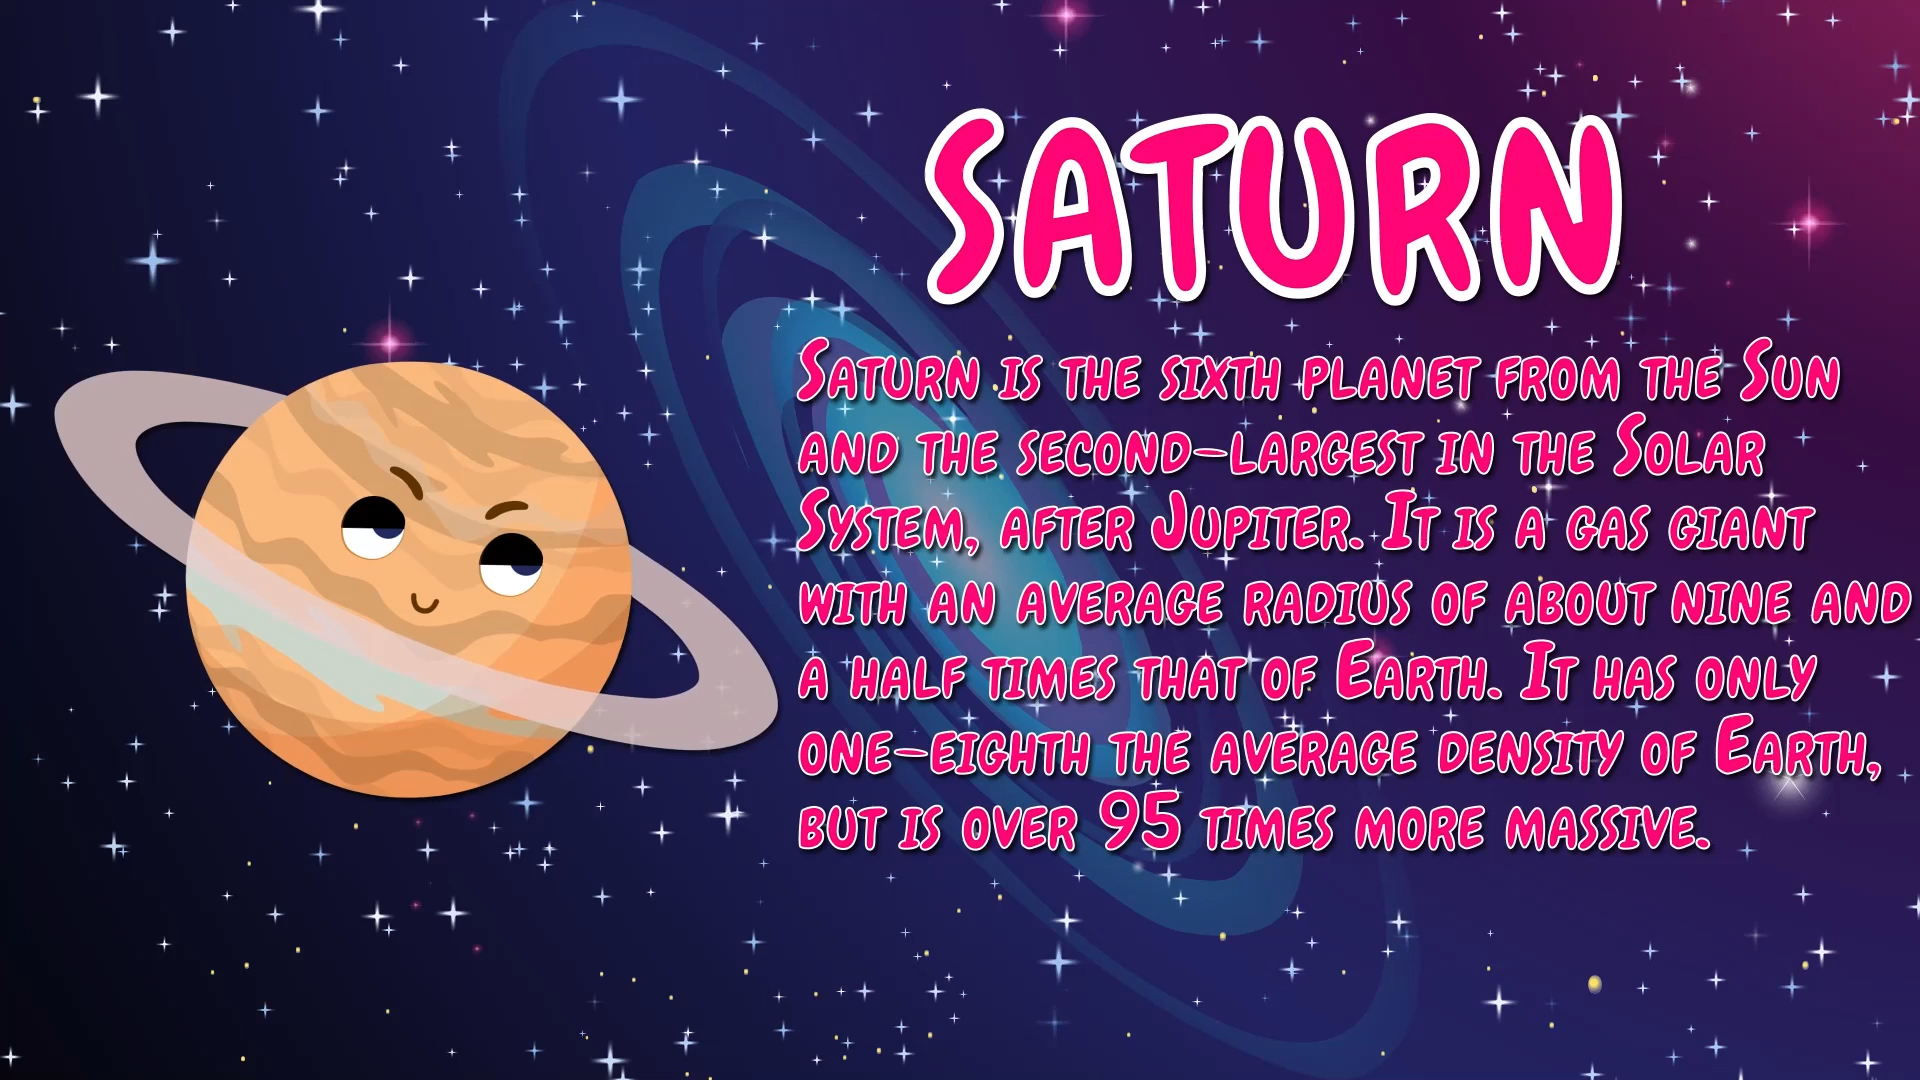 SATURN
Saturn is the sixth planet from the Sun
and the second-largest in the Solar
System, after Jupiter. It is a gas giant
with an average radius of about nine and
a half times that of Earth. It has only
one-eighth the average density of Earth,
but is over 95 times more massive.